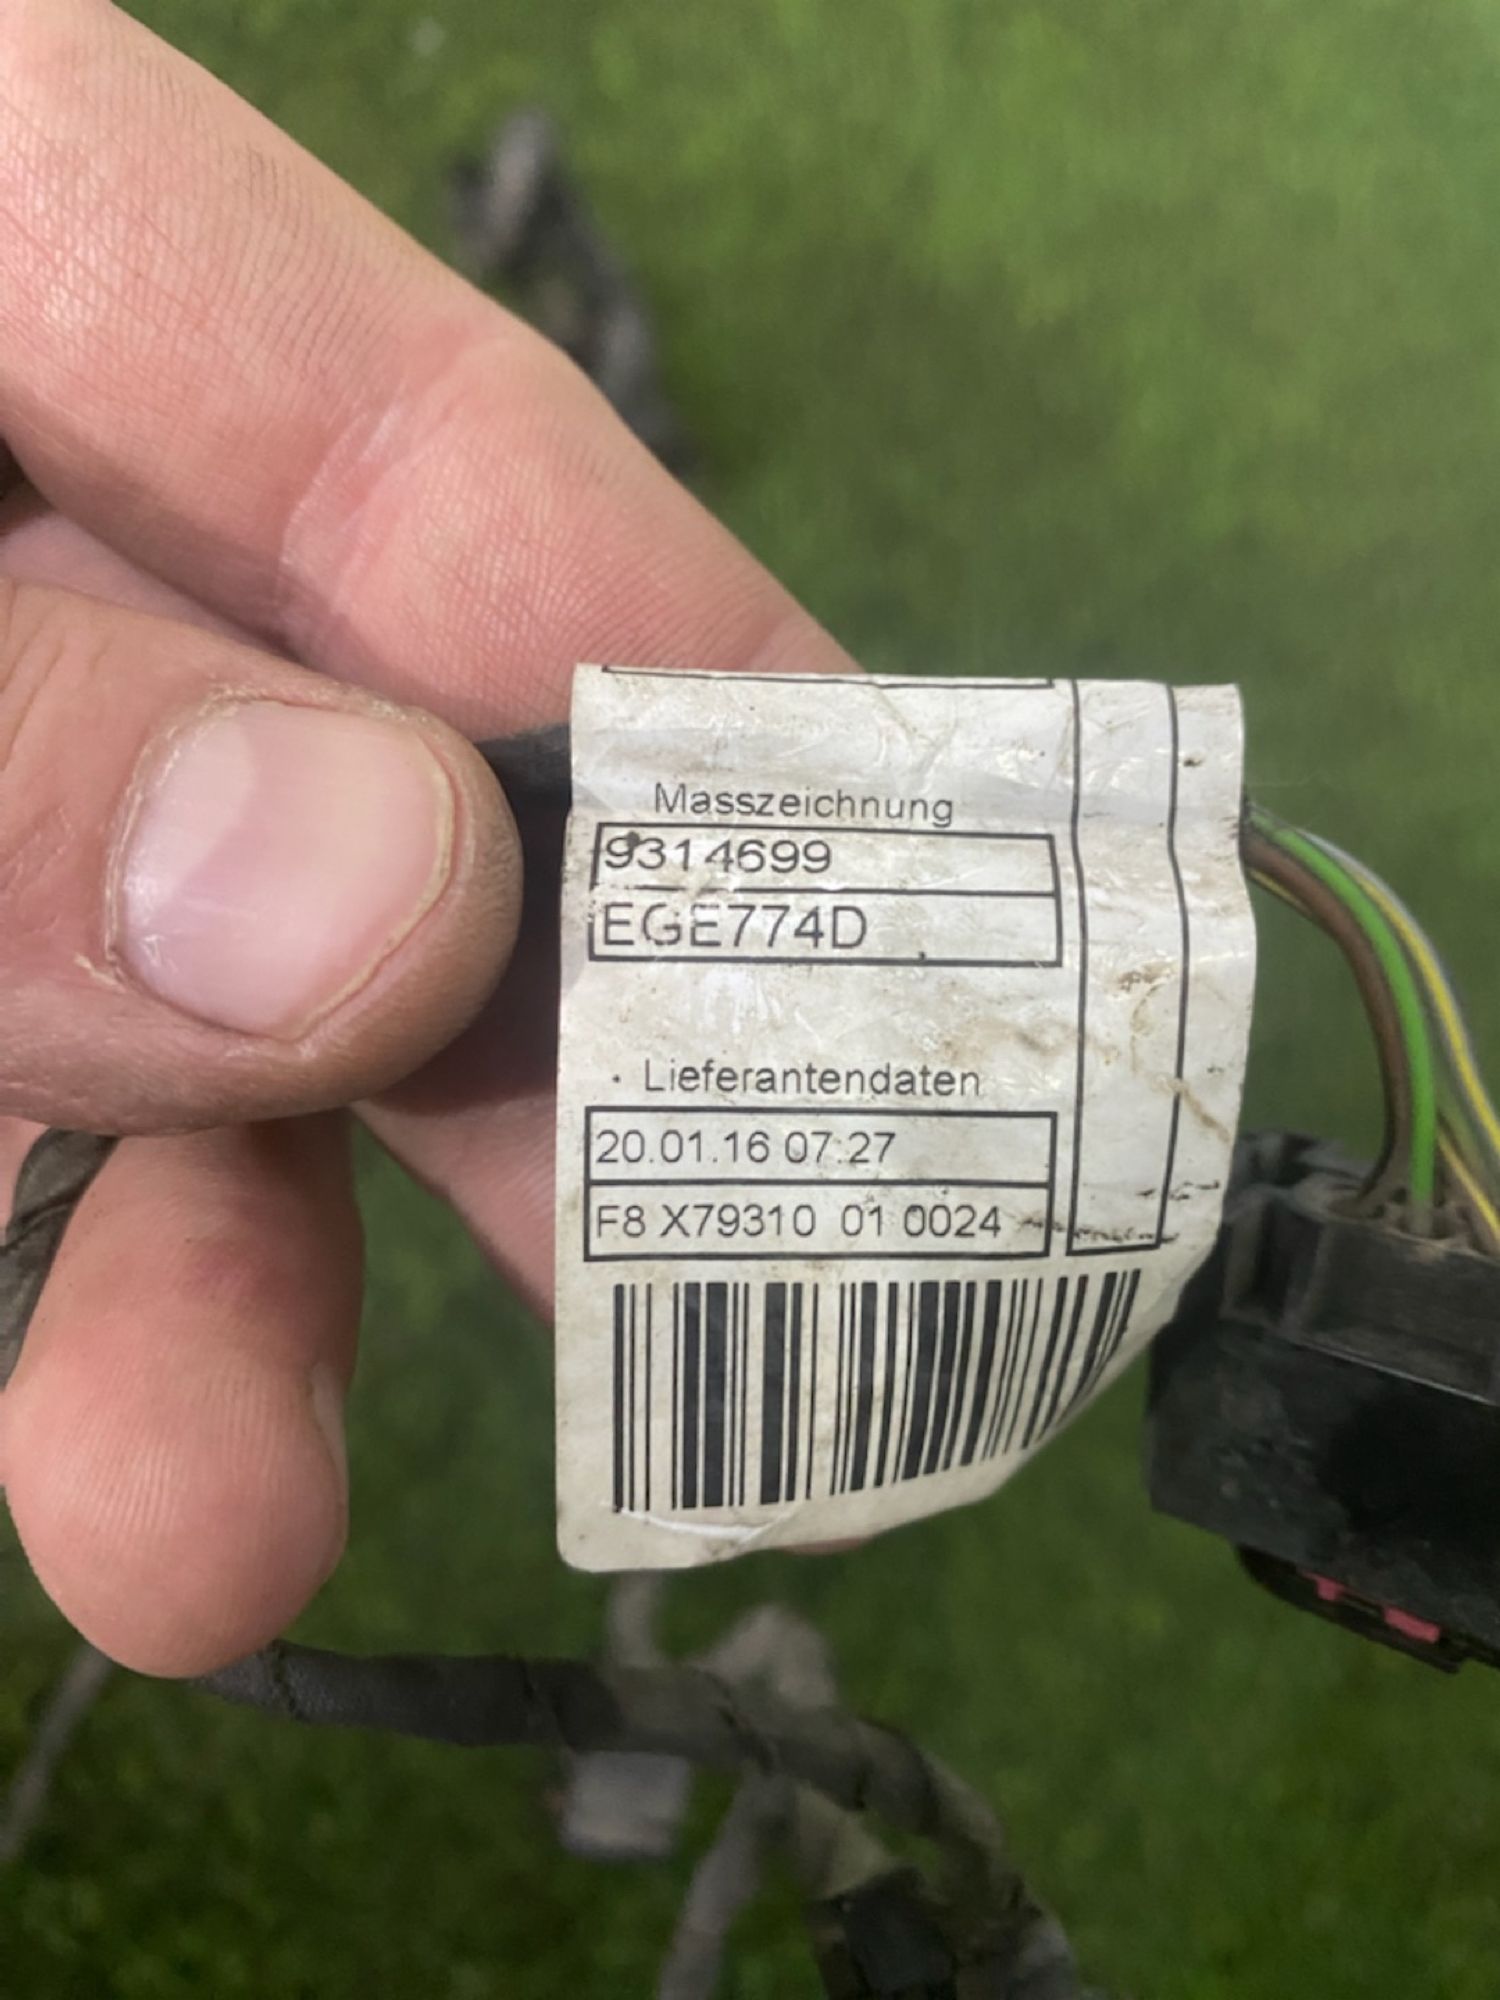 Masszeichnung
9314699
EGE774D
Lieferantendaten
20.01.16 07:27
F8 X79310 01 0024